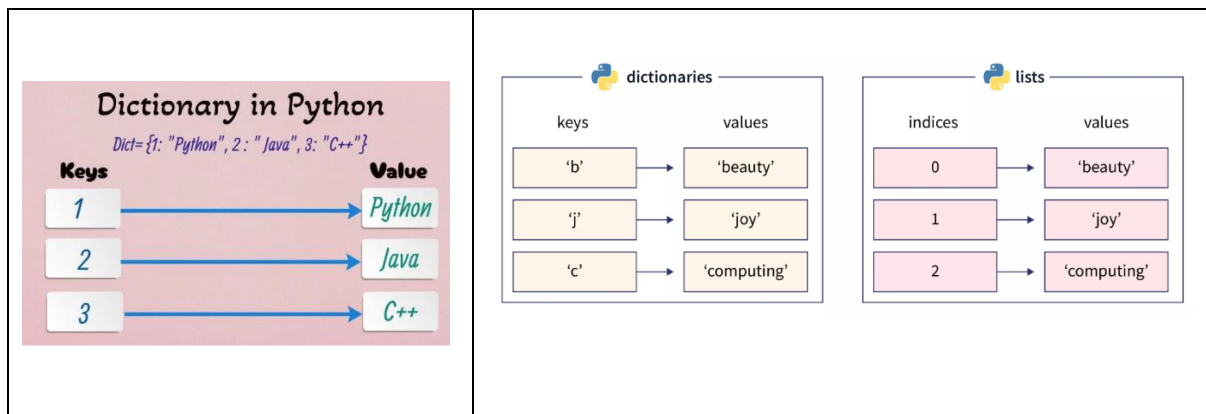 Dictionary in Python
Dict= {1: "Python", 2 : " Java", 3: "C++"}
Keys Value
1 Python
2 Java
3 C++
dictionaries
keys values
‘b’ ‘beauty’
‘j’ ‘joy’
‘c’ ‘computing’
lists
indices values
0 ‘beauty’
1 ‘joy’
2 ‘computing’